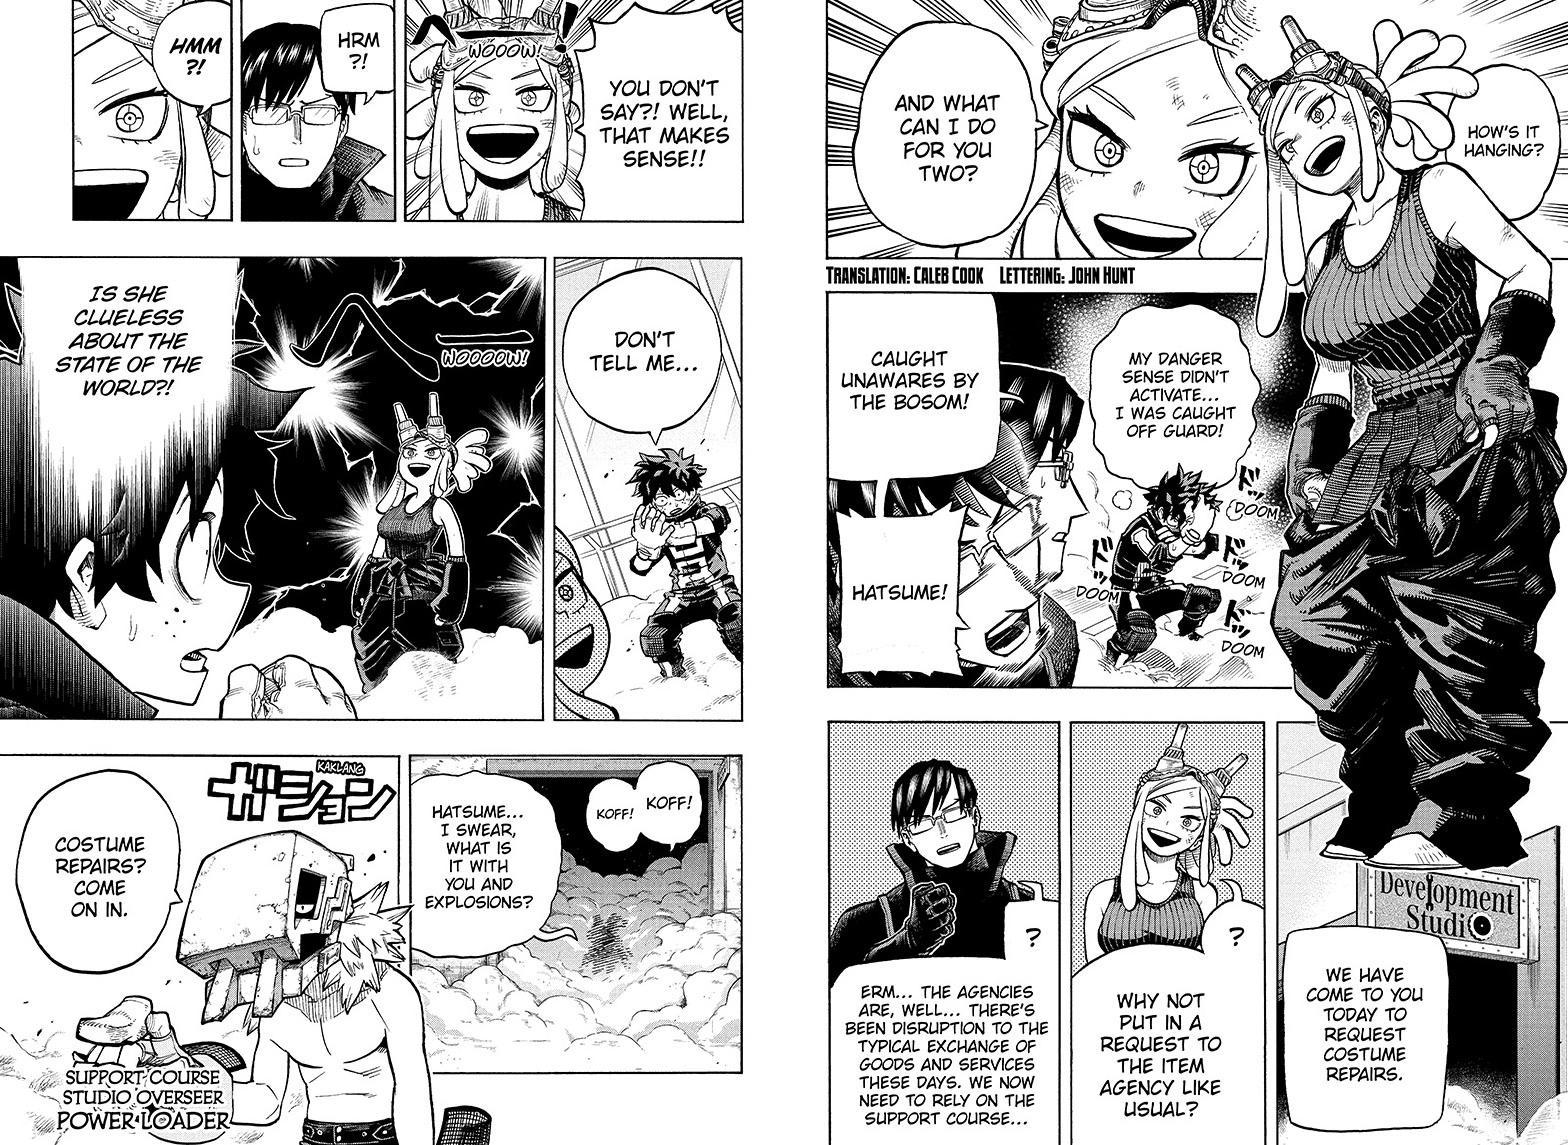 HOW'S IT
HANGING?
AND WHAT
CAN I DO
FOR YOU
TWO?
TRANSLATION: CALEB COOK LETTERING: JOHN HUNT
MY DANGER
SENSE DIDN'T
ACTIVATE...
I WAS CAUGHT
OFF GUARD!
ドッ
DOOM
ドッ
DOOM
ドッ
DOOM
ドッ
DOOM
CAUGHT
UNAWARES BY
THE BOSOM!
HATSUME!
Development
Studio
WE HAVE
COME TO YOU
TODAY TO
REQUEST
COSTUME
REPAIRS.
?
WHY NOT
PUT IN A
REQUEST TO
THE ITEM
AGENCY LIKE
USUAL?
?
ERM... THE AGENCIES
ARE, WELL... THERE'S
BEEN DISRUPTION TO THE
TYPICAL EXCHANGE OF
GOODS AND SERVICES
THESE DAYS. WE NOW
NEED TO RELY ON THE
SUPPORT COURSE...
YOU DON'T
SAY?! WELL,
THAT MAKES
SENSE!!
WOOOW!
HRM
?!
HMM
?!
DON'T
TELL ME...
へー
WOOOOW!
IS SHE
CLUELESS
ABOUT THE
STATE OF THE
WORLD?!
KOFF!
KOFF!
HATSUME...
I SWEAR,
WHAT IS
IT WITH
YOU AND
EXPLOSIONS?
KAKLANG
ガション
COSTUME
REPAIRS?
COME
ON IN.
SUPPORT COURSE
STUDIO OVERSEER
POWER LOADER